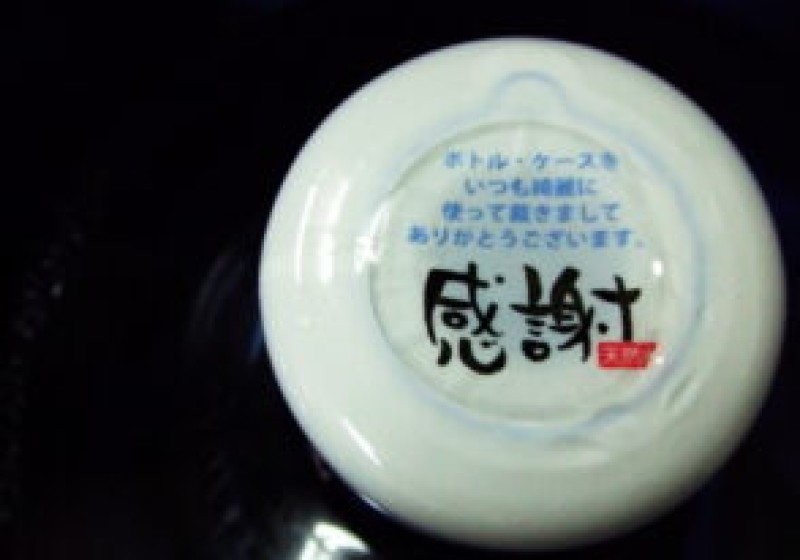 ボトル・ケースを
いつも綺麗に
使って戴きまして
ありがとうございます。
感謝